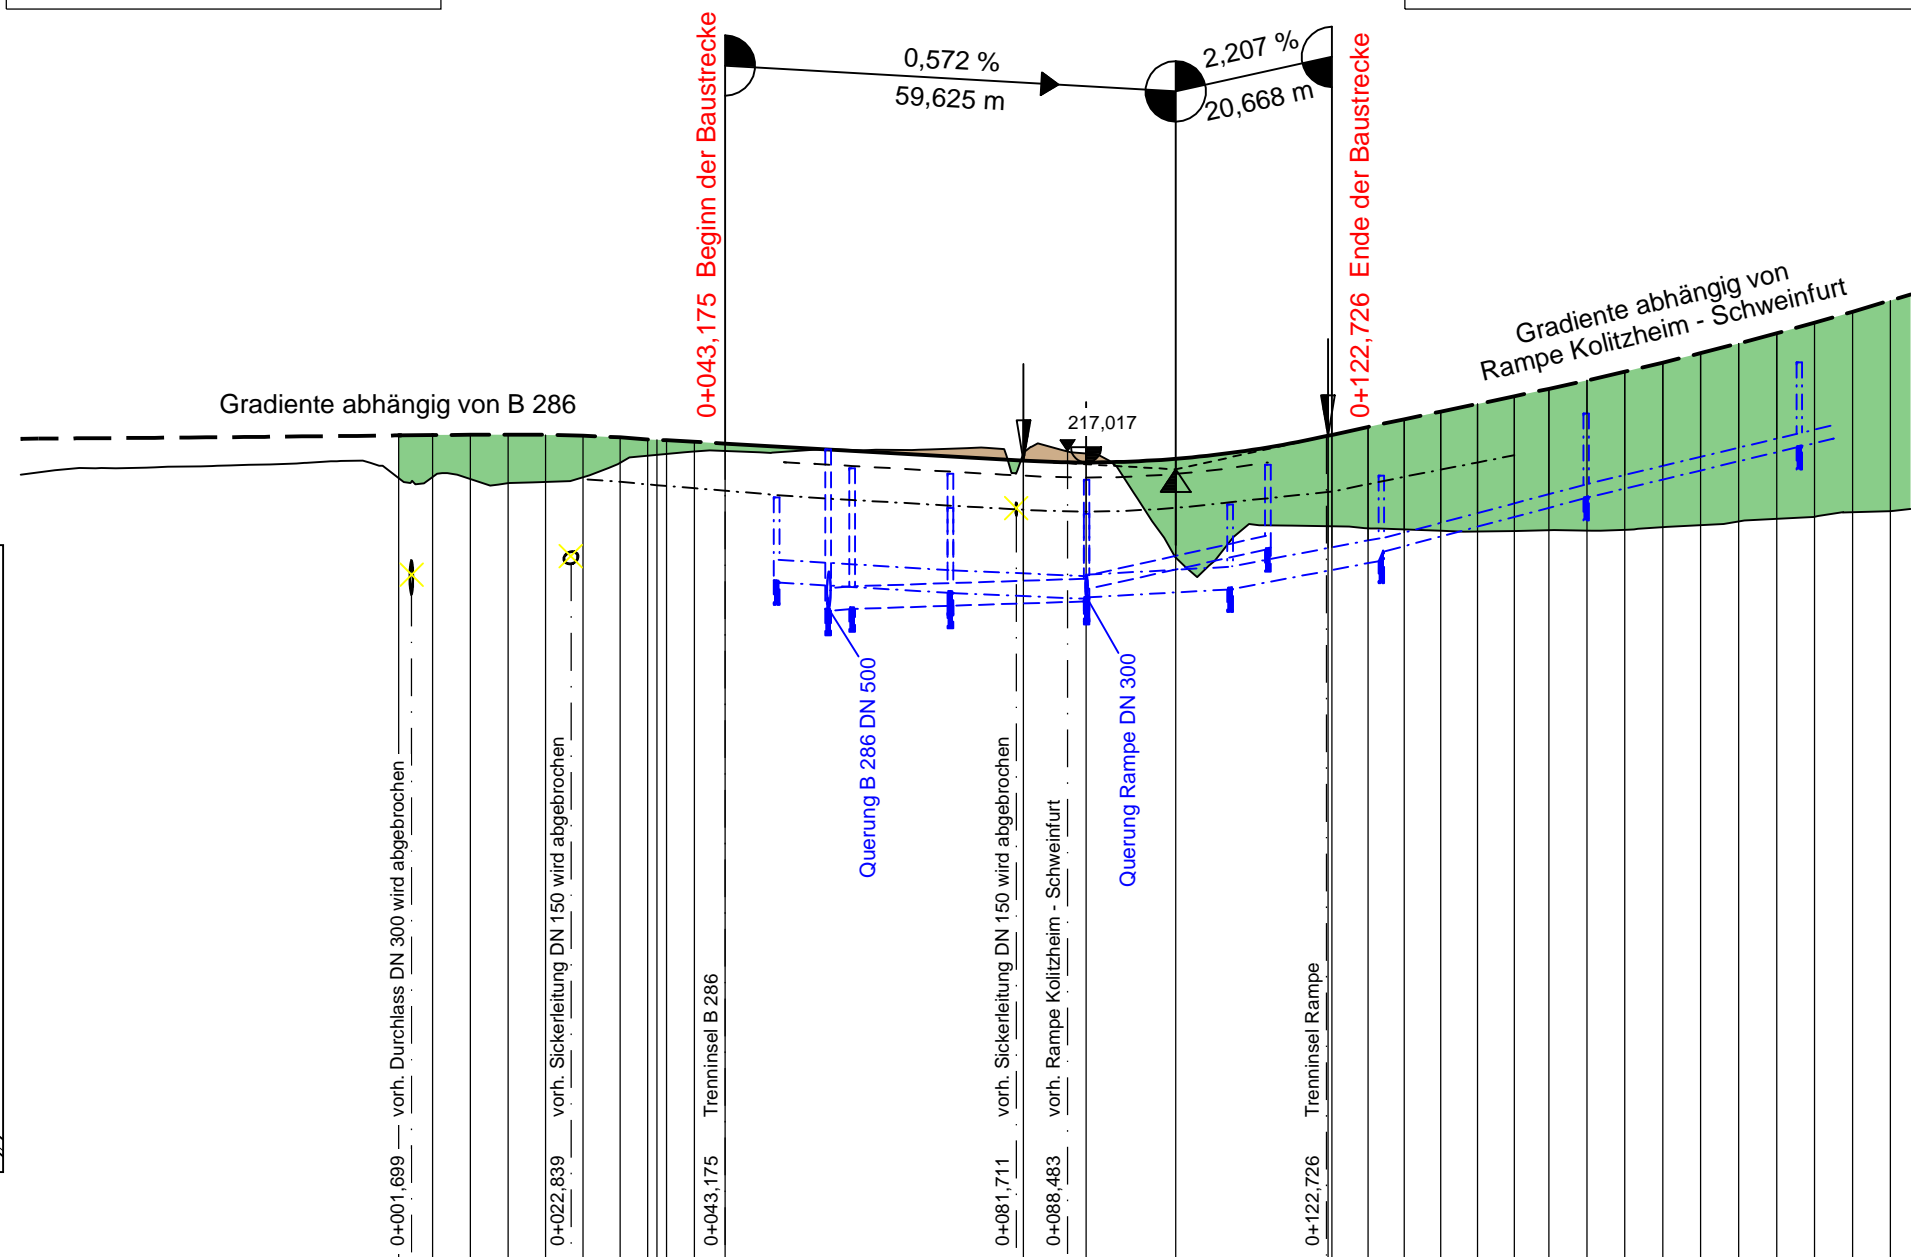 0,572 %
59,625 m
2,207 %
20,668 m
0+043,175 Beginn der Baustrecke
0+122,726 Ende der Baustrecke
Gradiente abhängig von B 286
217,017
Gradiente abhängig von
Rampe Kolitzheim - Schweinfurt
Querung B 286 DN 500
Querung Rampe DN 300
0+001,699 vorh. Durchlass DN 300 wird abgebrochen
0+022,839 vorh. Sickerleitung DN 150 wird abgebrochen
0+043,175 Trenninsel B 286
0+081,711 vorh. Sickerleitung DN 150 wird abgebrochen
0+088,483 vorh. Rampe Kolitzheim - Schweinfurt
0+122,726 Trenninsel Rampe